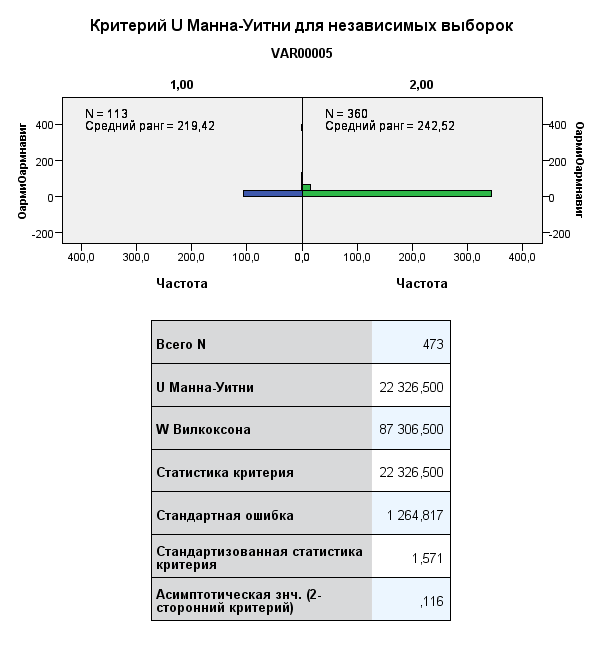 Критерий U Манна-Уитни для независимых выборок
VAR00005
1,00 2,00
N = 113
Средний ранг = 219,42
N = 360
Средний ранг = 242,52
ОармиОармнавиг
400
200
0
-200
400
200
0
-200
ОармиОармнавиг
400,0 300,0 200,0 100,0 0,0 100,0 200,0 300,0 400,0
Частота Частота
Всего N 473
U Манна-Уитни 22 326,500
W Вилкоксона 87 306,500
Статистика критерия 22 326,500
Стандартная ошибка 1 264,817
Стандартизованная статистика
критерия 1,571
Асимптотическая знч. (2-
сторонний критерий) ,116